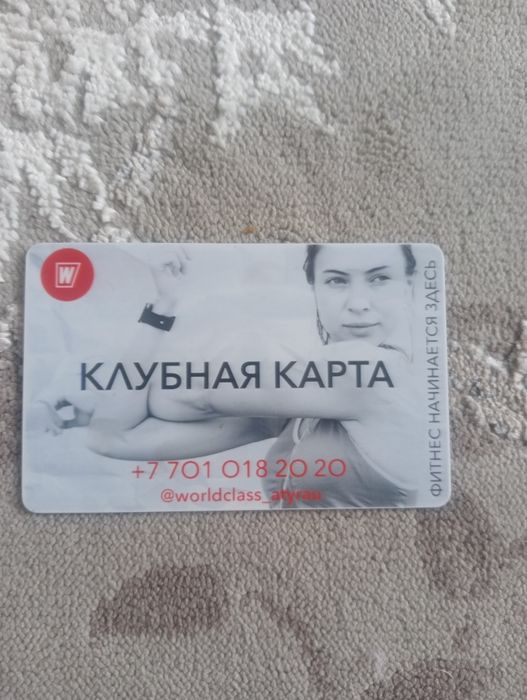 W
КЛУБНАЯ КАРТА
+7 701 018 20 20
@worldclass_atyrau
ФИТНЕС НАЧИНАЕТСЯ ЗДЕСЬ